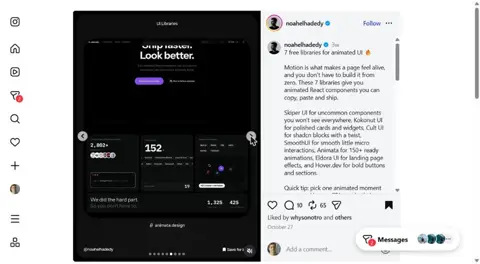 UI Libraries
Ship faster.
Look better.
2,802+
152
19
We did the hard part.
So you don't have to.
1,325
425
animata.design
@noahelhadedy
Save for l
noahelhadedy
Follow
noahelhadedy 3w
7 free libraries for animated UI 🔥
Motion is what makes a page feel alive,
and you don't have to build it from
zero. These 7 libraries give you
animated React components you can
copy, paste and ship.
Skiper UI for uncommon components
you won't see everywhere, Kokonut UI
for polished cards and widgets, Cult UI
for shadcn blocks with a twist,
SmoothUI for smooth little micro
interactions, Animata for 150+ ready
animations, Eldora UI for landing page
effects, and Hover.dev for bold buttons
and sections.
Quick tip: pick one animated moment
10
65
Liked by whysonotro and others
October 27
Add a comment...
Messages